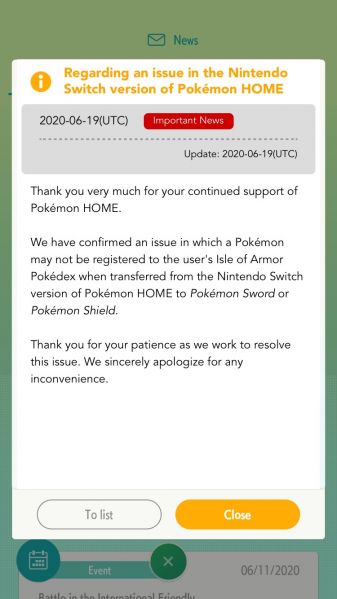 News
Regarding an issue in the Nintendo
Switch version of Pokémon HOME
2020-06-19(UTC) Important News
Update: 2020-06-19(UTC)
Thank you very much for your continued support of
Pokémon HOME.
We have confirmed an issue in which a Pokémon
may not be registered to the user's Isle of Armor
Pokédex when transferred from the Nintendo Switch
version of Pokémon HOME to Pokémon Sword or
Pokémon Shield.
Thank you for your patience as we work to resolve
this issue. We sincerely apologize for any
inconvenience.
To list Close
Event 06/11/2020
Battle in the International Friendly